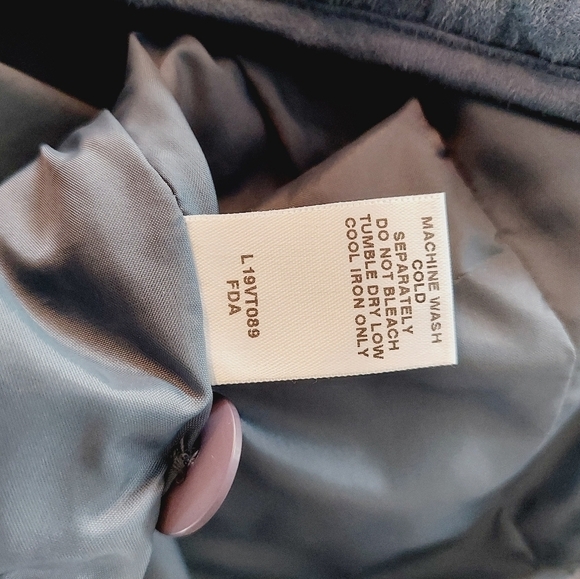 MACHINE WASH
COLD
SEPARATELY
DO NOT BLEACH
TUMBLE DRY LOW
COOL IRON ONLY
L19VT089
FDA